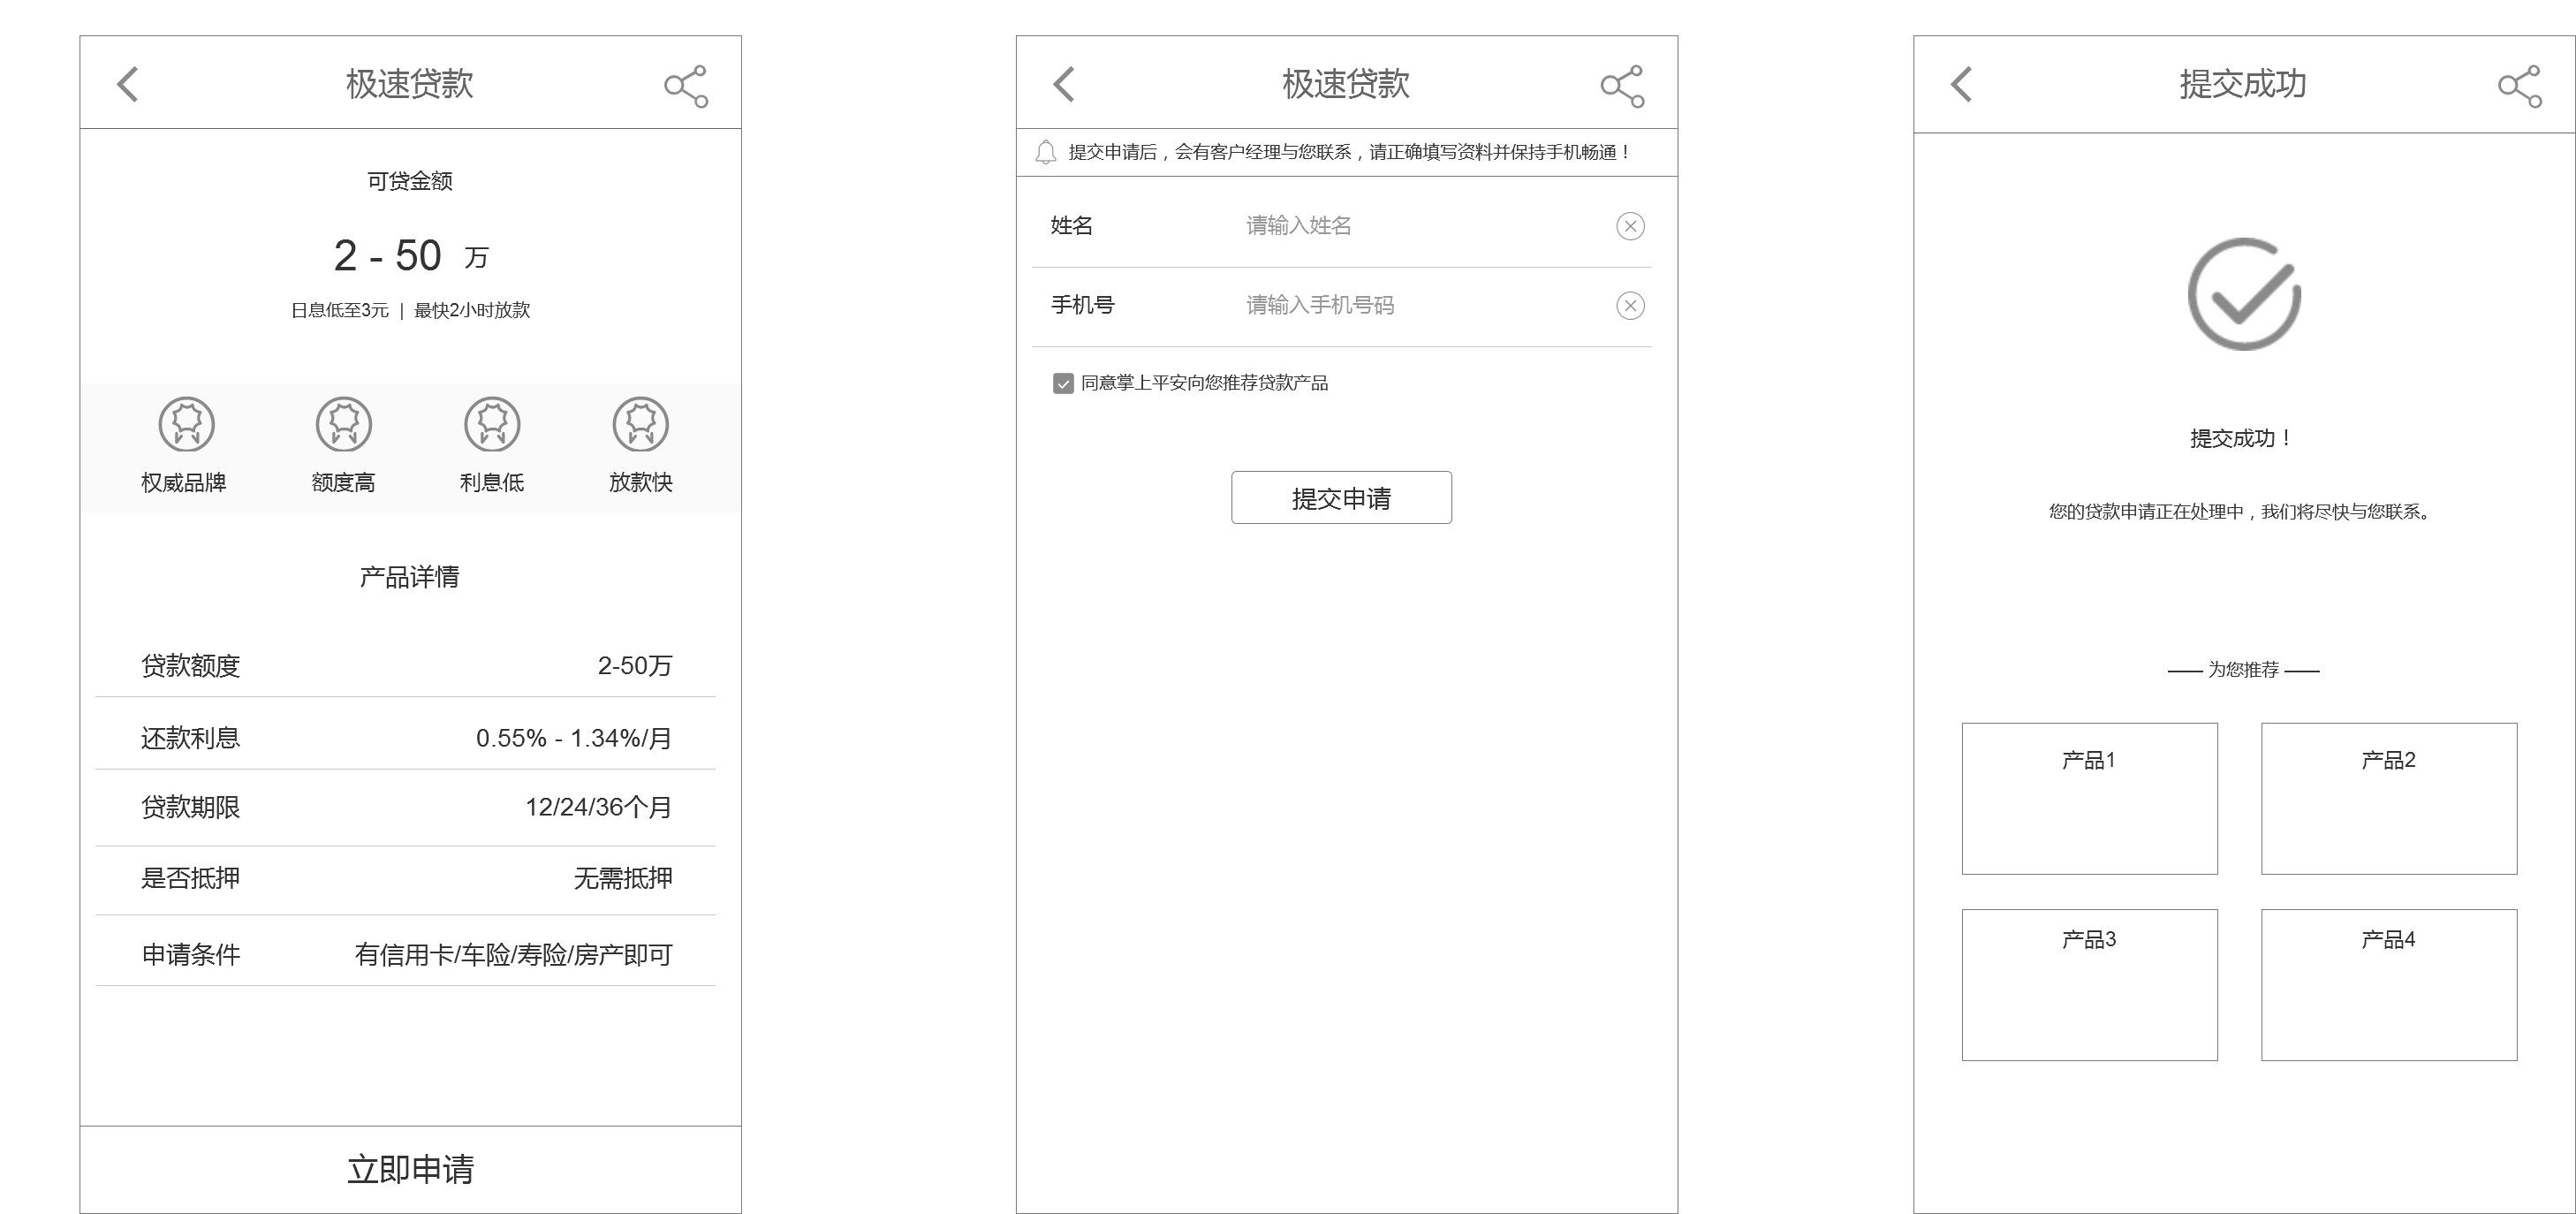 极速贷款
可贷金额
2 - 50 万
日息低至3元 | 最快2小时放款
权威品牌 额度高 利息低 放款快
产品详情
贷款额度 2-50万
还款利息 0.55% - 1.34%/月
贷款期限 12/24/36个月
是否抵押 无需抵押
申请条件 有信用卡/车险/寿险/房产即可
立即申请
极速贷款
提交申请后，会有客户经理与您联系，请正确填写资料并保持手机畅通！
姓名 请输入姓名
手机号 请输入手机号码
同意掌上平安向您推荐贷款产品
提交申请
提交成功
提交成功！
您的贷款申请正在处理中，我们将尽快与您联系。
为您推荐
产品1 产品2
产品3 产品4